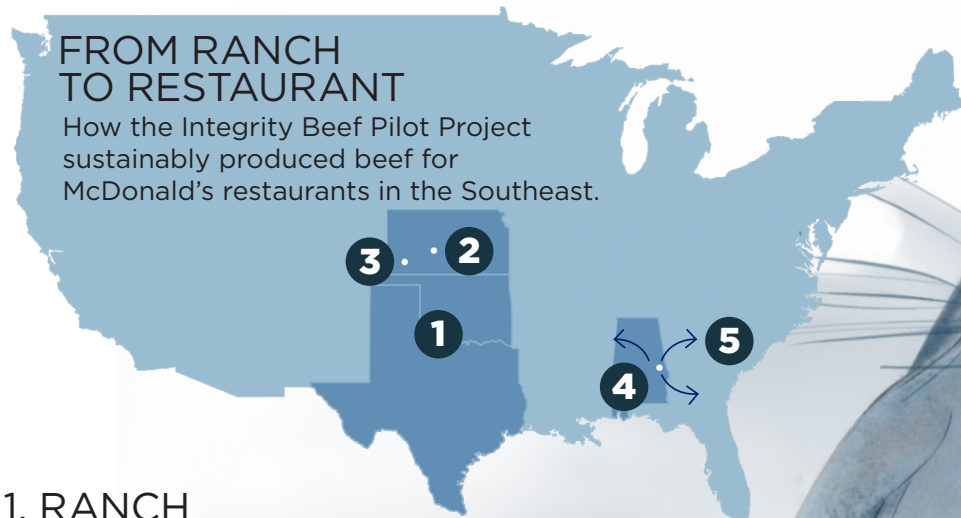 FROM RANCH
TO RESTAURANT
How the Integrity Beef Pilot Project
sustainably produced beef for
McDonald’s restaurants in the Southeast.
3
2
1
5
4
1. RANCH